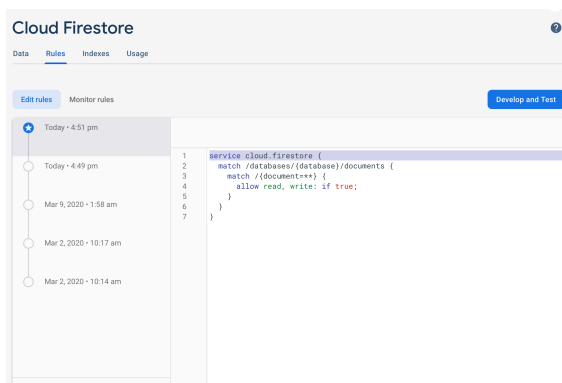 Cloud Firestore
Data Rules Indexes Usage
Edit rules Monitor rules Develop and Test
Today • 4:51 pm
Today • 4:49 pm
Mar 9, 2020 • 1:58 am
Mar 2, 2020 • 10:17 am
Mar 2, 2020 • 10:14 am
1 service cloud.firestore {
2 match /databases/{database}/documents {
3 match /{document=**} {
4 allow read, write: if true;
5 }
6 }
7 }